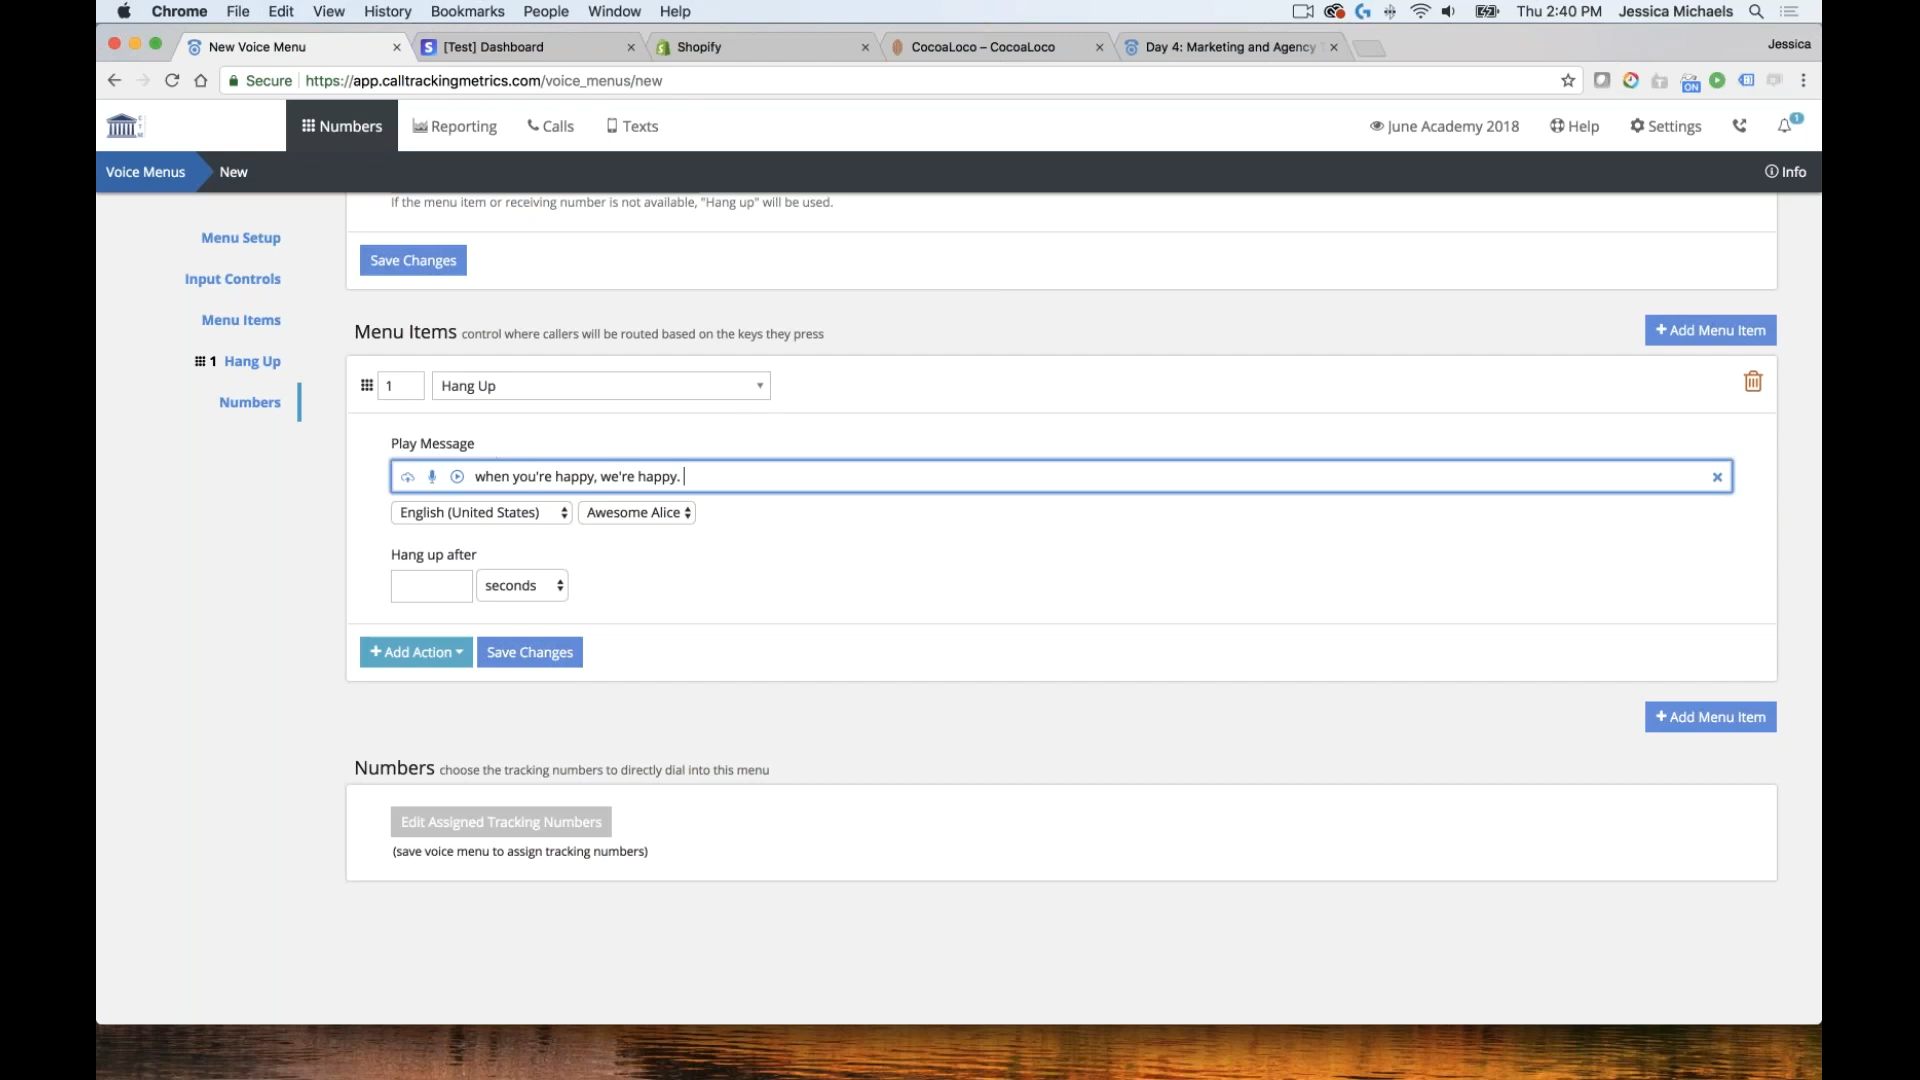 Chrome File Edit View History Bookmarks People Window Help Thu 2:40 PM Jessica Michaels
New Voice Menu [Test] Dashboard Shopify CocoaLoco – CocoaLoco Day 4: Marketing and Agency Jessica
Secure https://app.calltrackingmetrics.com/voice_menus/new ON
Numbers Reporting Calls Texts June Academy 2018 Help Settings 1
Voice Menus New Info
If the menu item or receiving number is not available, "Hang up" will be used.
Menu Setup
Save Changes
Input Controls
Menu Items
Menu Items control where callers will be routed based on the keys they press + Add Menu Item
1 Hang Up
1 Hang Up
Numbers
Play Message
when you're happy, we're happy.
English (United States) Awesome Alice
Hang up after
seconds
+ Add Action Save Changes
+ Add Menu Item
Numbers choose the tracking numbers to directly dial into this menu
Edit Assigned Tracking Numbers
(save voice menu to assign tracking numbers)